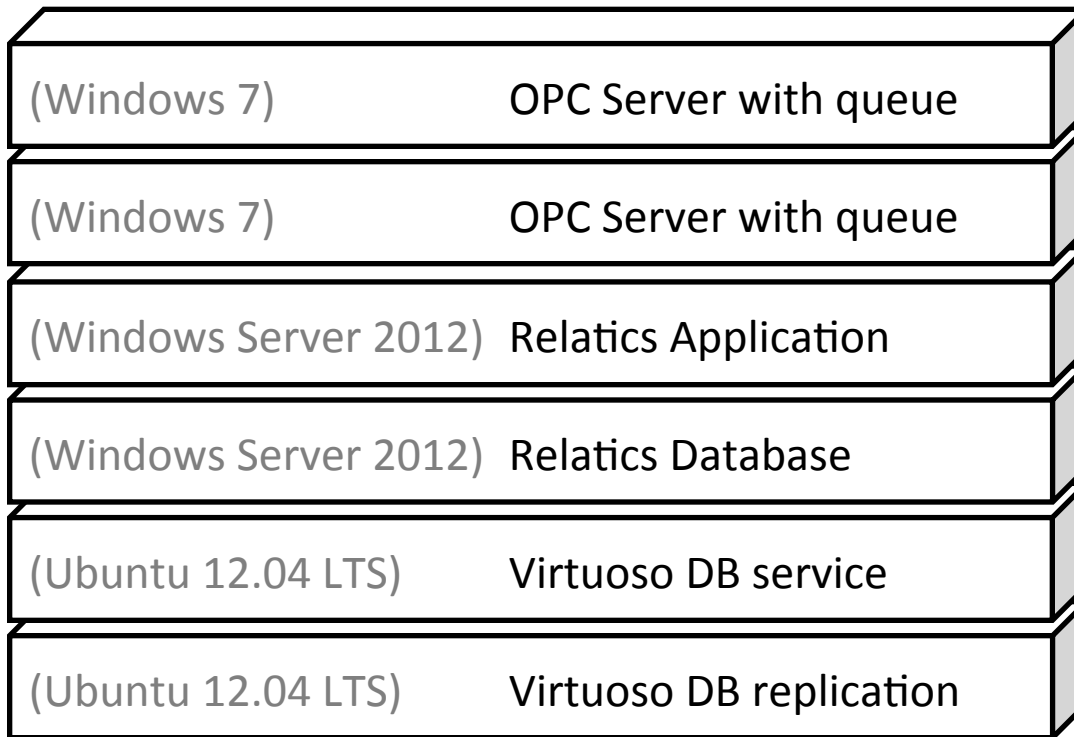 (Windows 7) OPC Server with queue
(Windows 7) OPC Server with queue
(Windows Server 2012) Relatics Application
(Windows Server 2012) Relatics Database
(Ubuntu 12.04 LTS) Virtuoso DB service
(Ubuntu 12.04 LTS) Virtuoso DB replication